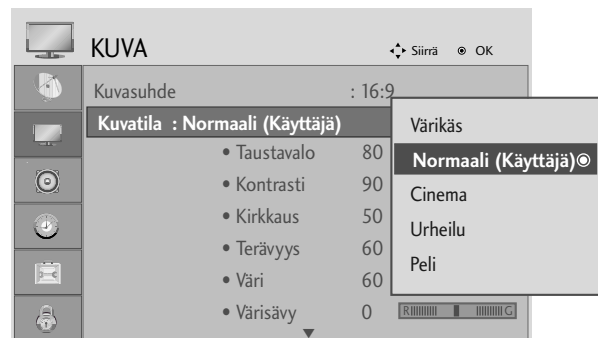 KUVA Siirrä OK
Kuvasuhde : 16:9
Kuvatila : Normaali (Käyttäjä)
• Taustavalo 80
• Kontrasti 90
• Kirkkaus 50
• Terävyys 60
• Väri 60
• Värisävy 0 R G
Värikäs
Normaali (Käyttäjä)
Cinema
Urheilu
Peli